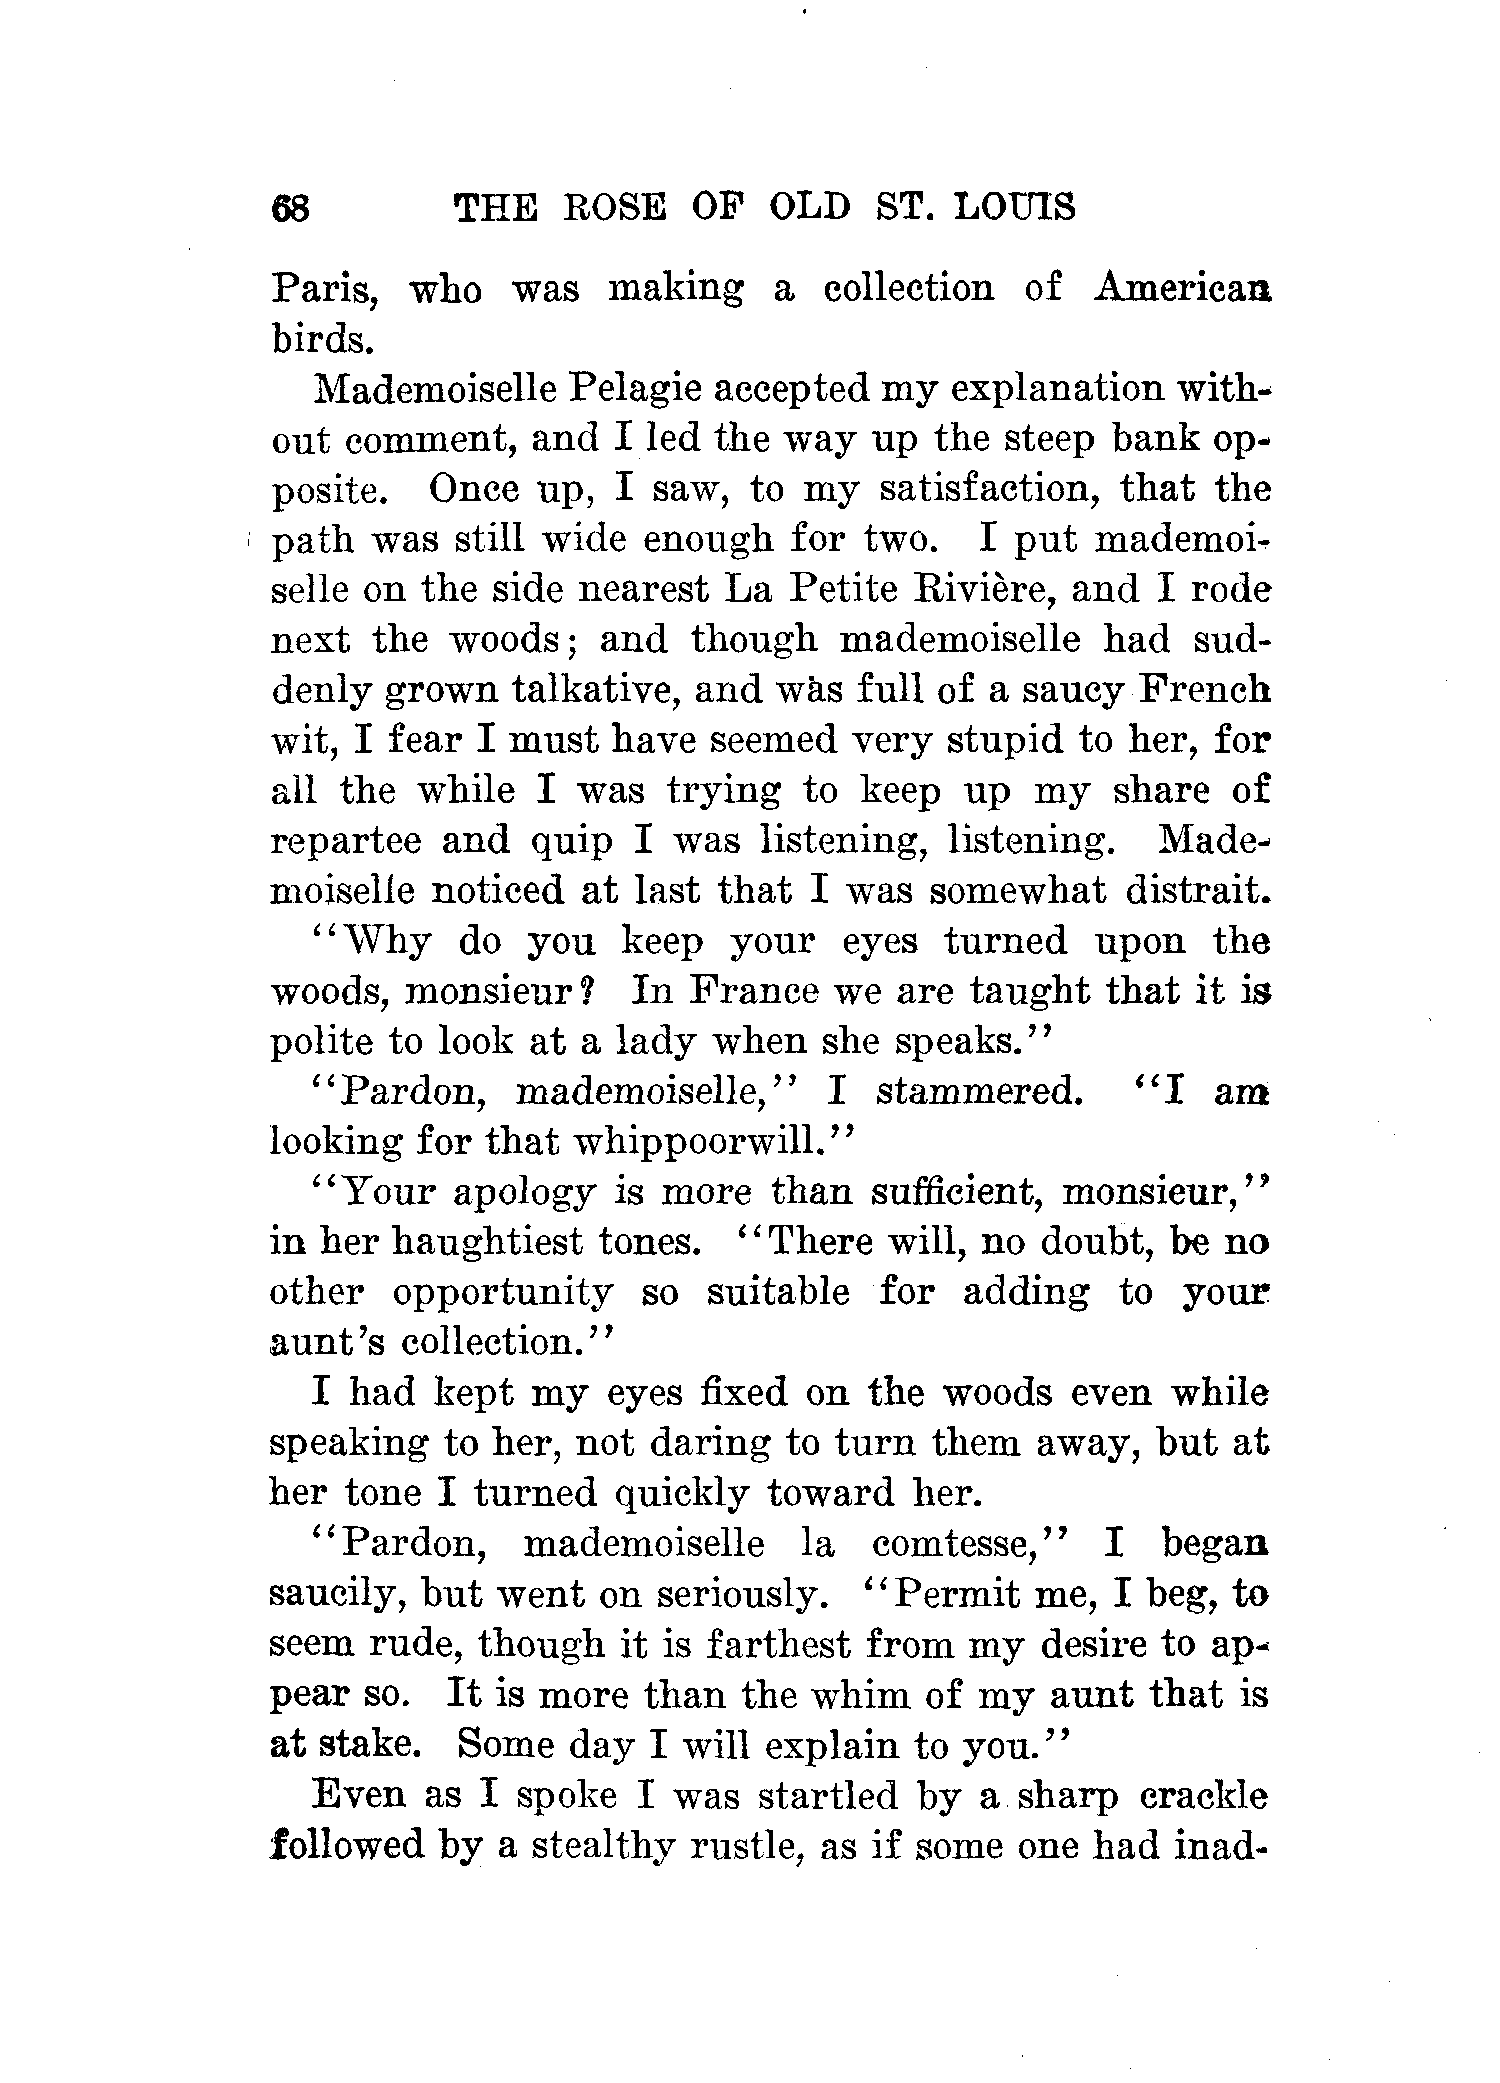 68 THE ROSE OF OLD ST. LOUIS
Paris, who was making a collection of American
birds.
Mademoiselle Pelagie accepted my explanation with-
out comment, and I led the way up the steep bank op-
posite. Once up, I saw, to my satisfaction, that the
path was still wide enough for two. I put mademoi-
selle on the side nearest La Petite Rivière, and I rode
next the woods; and though mademoiselle had sud-
denly grown talkative, and was full of a saucy French
wit, I fear I must have seemed very stupid to her, for
all the while I was trying to keep up my share of
repartee and quip I was listening, listening. Made-
moiselle noticed at last that I was somewhat distrait.
"Why do you keep your eyes turned upon the
woods, monsieur? In France we are taught that it is
polite to look at a lady when she speaks."
"Pardon, mademoiselle," I stammered. "I am
looking for that whippoorwill."
"Your apology is more than sufficient, monsieur,"
in her haughtiest tones. "There will, no doubt, be no
other opportunity so suitable for adding to your
aunt's collection."
I had kept my eyes fixed on the woods even while
speaking to her, not daring to turn them away, but at
her tone I turned quickly toward her.
"Pardon, mademoiselle la comtesse," I began
saucily, but went on seriously. "Permit me, I beg, to
seem rude, though it is farthest from my desire to ap-
pear so. It is more than the whim of my aunt that is
at stake. Some day I will explain to you."
Even as I spoke I was startled by a sharp crackle
followed by a stealthy rustle, as if some one had inad-